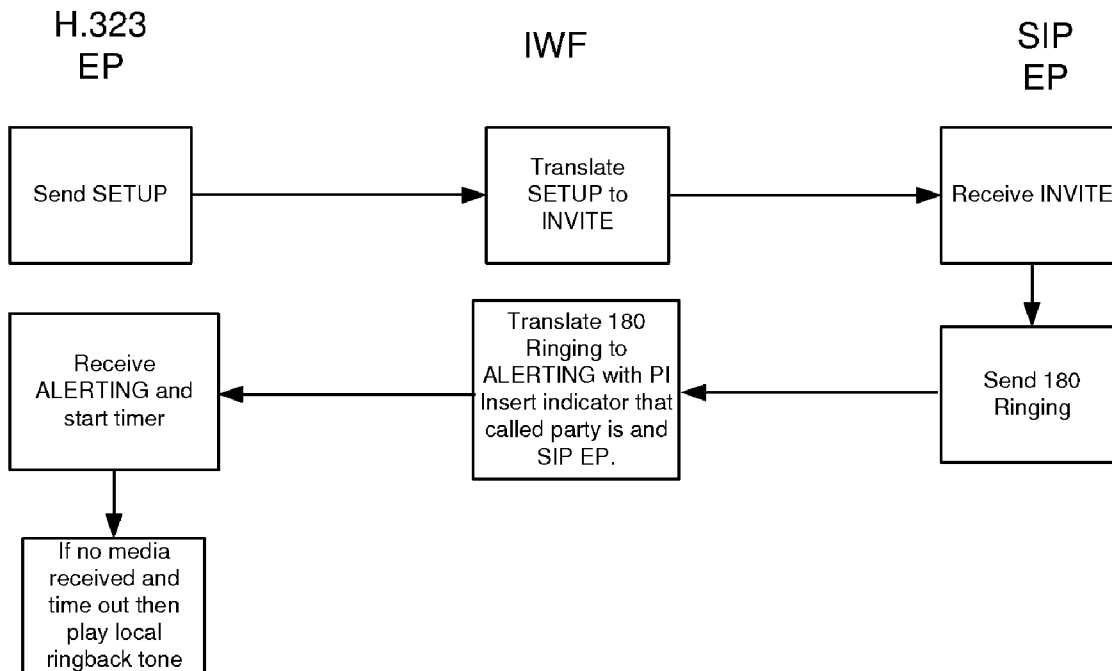 H.323
EP
IWF
SIP
EP
Send SETUP
Translate
SETUP to
INVITE
Receive INVITE
Receive
ALERTING and
start timer
Translate 180
Ringing to
ALERTING with PI
Insert indicator that
called party is and
SIP EP.
Send 180
Ringing
If no media
received and
time out then
play local
ringback tone